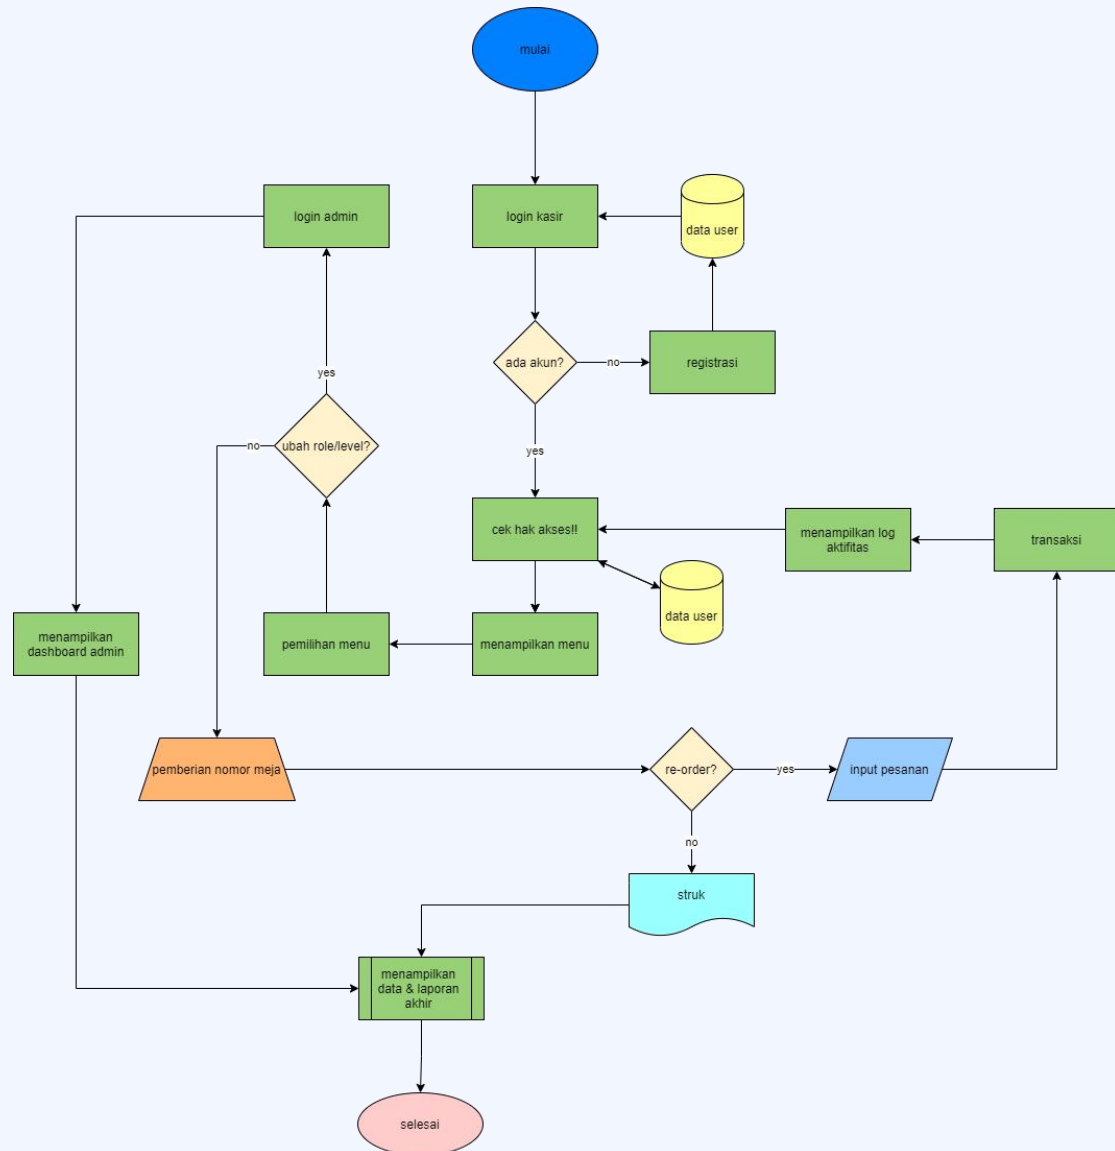 mulai
login admin
login kasir
data user
ada akun?
no
registrasi
yes
yes
no
ubah role/level?
cek hak akses!!
menampilkan log
aktifitas
transaksi
data user
menampilkan
dashboard admin
pemilihan menu
menampilkan menu
pemberian nomor meja
re-order?
yes
input pesanan
no
struk
menampilkan
data & laporan
akhir
selesai